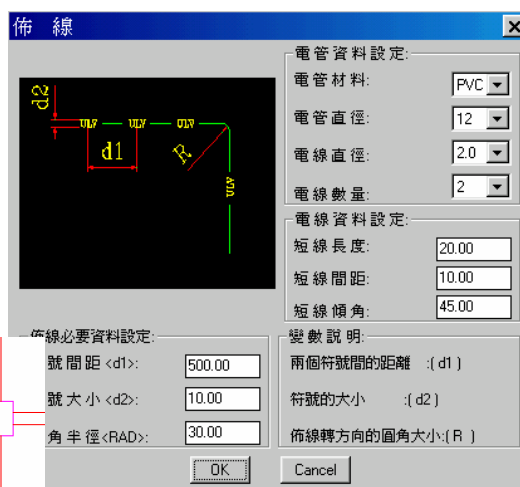 佈 線
d2
ULV ULV ULV
d1
R
ULV
電管資料設定:
電管材料: PVC
電管直徑: 12
電線直徑: 2.0
電線數量: 2
電線資料設定:
短線長度: 20.00
短線間距: 10.00
短線傾角: 45.00
佈線必要資料設定:
號間距 <d1>: 500.00
號大小 <d2>: 10.00
角半徑<RAD>: 30.00
變數說明:
兩個符號間的距離 :( d1 )
符號的大小 :( d2 )
佈線轉方向的圓角大小:( R )
OK Cancel